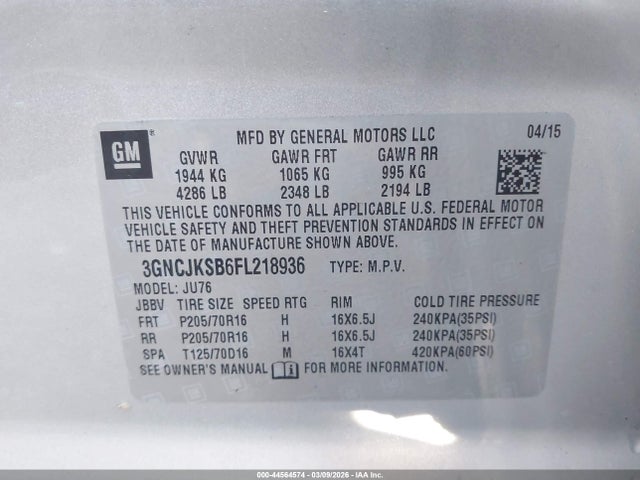 GM ®
MFD BY GENERAL MOTORS LLC 04/15
GVWR GAWR FRT GAWR RR
1944 KG 1065 KG 995 KG
4286 LB 2348 LB 2194 LB
THIS VEHICLE CONFORMS TO ALL APPLICABLE U.S. FEDERAL MOTOR
VEHICLE SAFETY AND THEFT PREVENTION STANDARDS IN EFFECT ON
THE DATE OF MANUFACTURE SHOWN ABOVE.
3GNCJKSB6FL218936 TYPE: M.P.V.
MODEL: JU76
JBBV TIRE SIZE SPEED RTG RIM COLD TIRE PRESSURE
FRT P205/70R16 H 16X6.5J 240KPA(35PSI)
RR P205/70R16 H 16X6.5J 240KPA(35PSI)
SPA T125/70D16 M 16X4T 420KPA(60PSI)
SEE OWNER'S MANUAL FOR MORE INFORMATION.
000-44564574 | 03/09/2026 | IAA Inc.